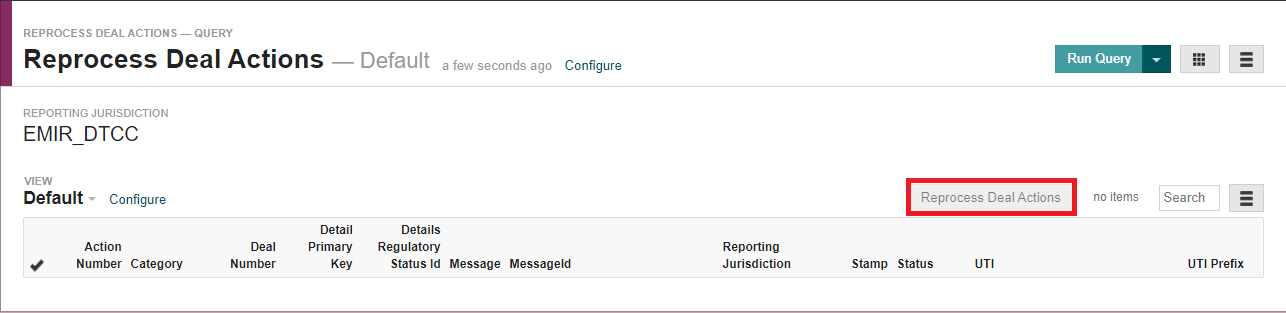 REPROCESS DEAL ACTIONS — QUERY
Reprocess Deal Actions — Default a few seconds ago Configure
Run Query
REPORTING JURISDICTION
EMIR_DTCC
VIEW
Default Configure
Reprocess Deal Actions no items Search
Detail Details
Action Deal Primary Regulatory Reporting
Number Category Number Key Status Id Message MessageId Jurisdiction Stamp Status UTI UTI Prefix